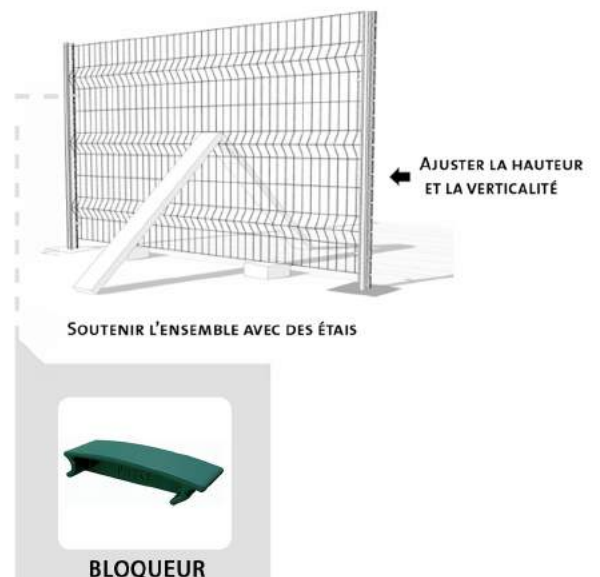 AJUSTER LA HAUTEUR
ET LA VERTICALITÉ
SOUTENIR L'ENSEMBLE AVEC DES ÉTAIS
BLOQUEUR